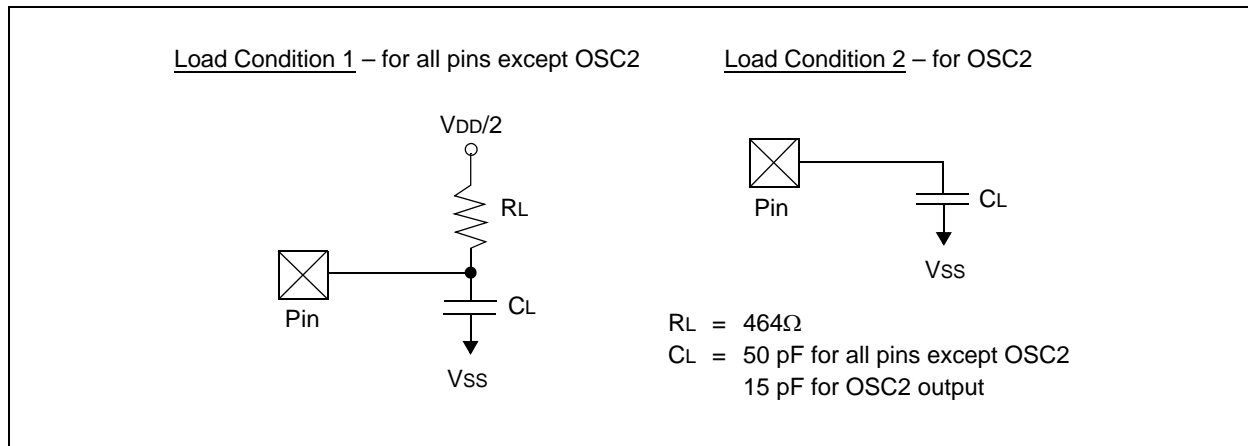 Load Condition 1 – for all pins except OSC2
VDD/2
RL
Pin
CL
VSS
Load Condition 2 – for OSC2
Pin
CL
VSS
RL = 464Ω
CL = 50 pF for all pins except OSC2
15 pF for OSC2 output